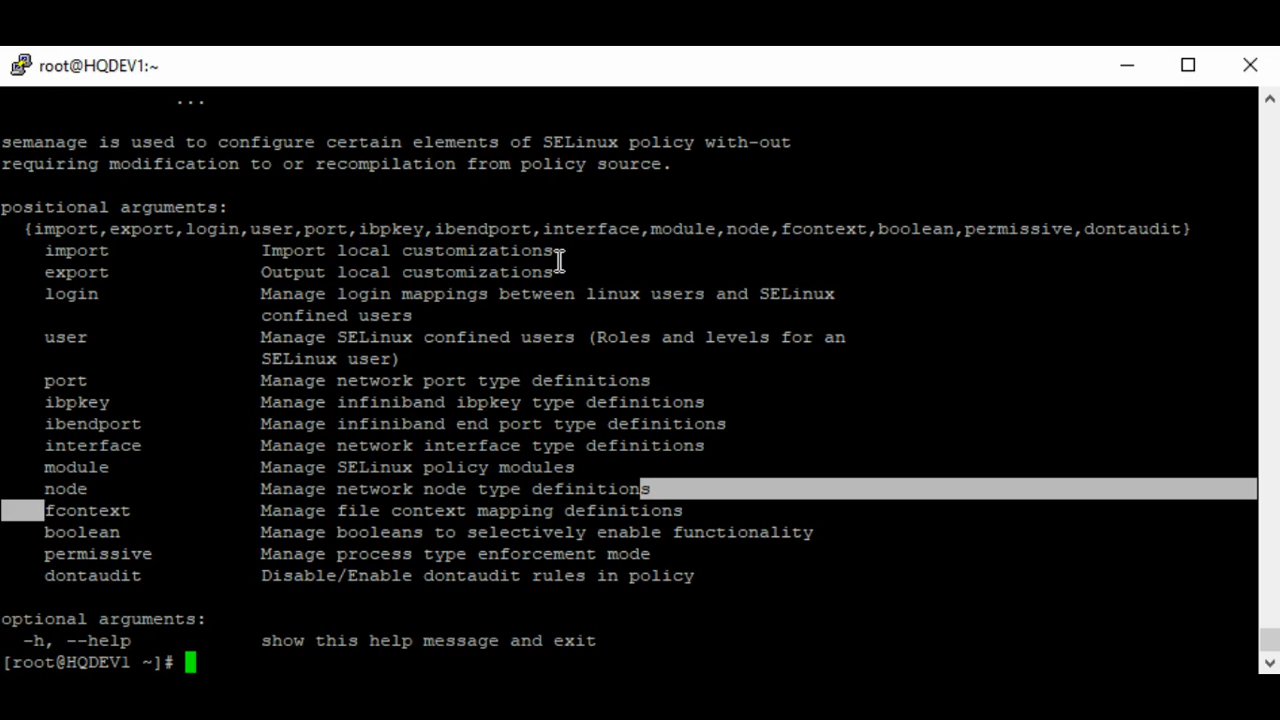 root@HQDEV1:~
...
semanage is used to configure certain elements of SELinux policy with-out
requiring modification to or recompilation from policy source.
positional arguments:
{import,export,login,user,port,ibpkey,ibendport,interface,module,node,fcontext,boolean,permissive,dontaudit}
import Import local customizations
export Output local customizations
login Manage login mappings between linux users and SELinux
confined users
user Manage SELinux confined users (Roles and levels for an
SELinux user)
port Manage network port type definitions
ibpkey Manage infiniband ibpkey type definitions
ibendport Manage infiniband end port type definitions
interface Manage network interface type definitions
module Manage SELinux policy modules
node Manage network node type definitions
fcontext Manage file context mapping definitions
boolean Manage booleans to selectively enable functionality
permissive Manage process type enforcement mode
dontaudit Disable/Enable dontaudit rules in policy
optional arguments:
-h, --help show this help message and exit
[root@HQDEV1 ~]#